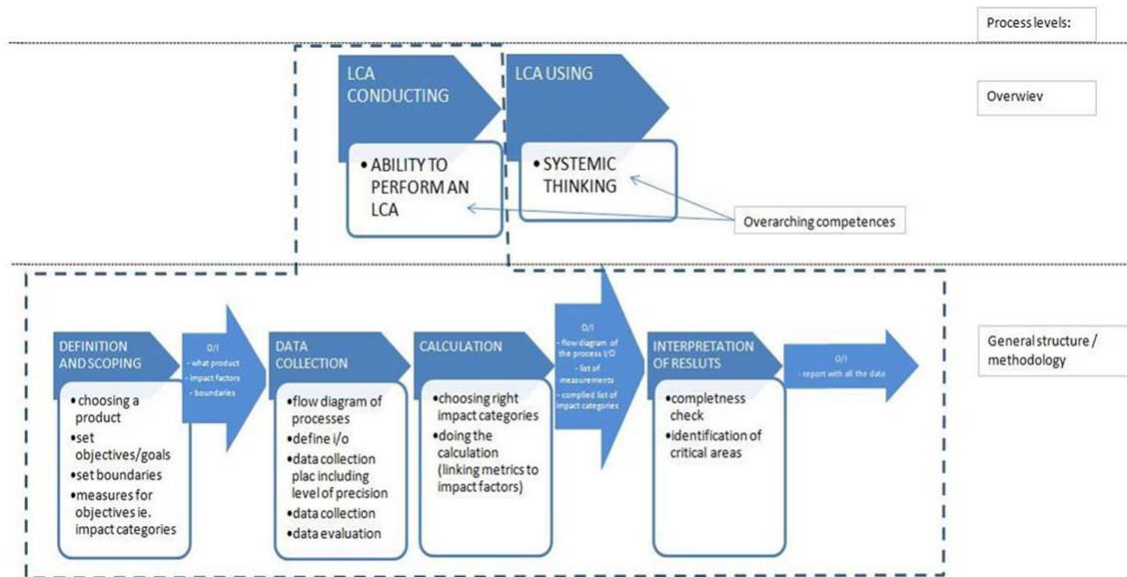 Process levels:
LCA
CONDUCTING
LCA USING
Overwiev
• ABILITY TO
PERFORM AN
LCA
• SYSTEMIC
THINKING
Overarching competences
DEFINITION
AND SCOPING
O/I
- what product
- impact factors
- boundaries
DATA
COLLECTION
CALCULATION
O/I
- flow diagram of
the process I/O
- list of
measurements
- compiled list of
impact categories
INTERPRETATION
OF RESLUTS
O/I
- report with all the data
General structure /
methodology
•choosing a
product
•set
objectives/goals
•set boundaries
•measures for
objectives ie.
impact categories
•flow diagram of
processes
•define i/o
•data collection
plac including
level of precision
•data collection
•data evaluation
•choosing right
impact categories
•doing the
calculation
(linking metrics to
impact factors)
•completness
check
•identification of
critical areas